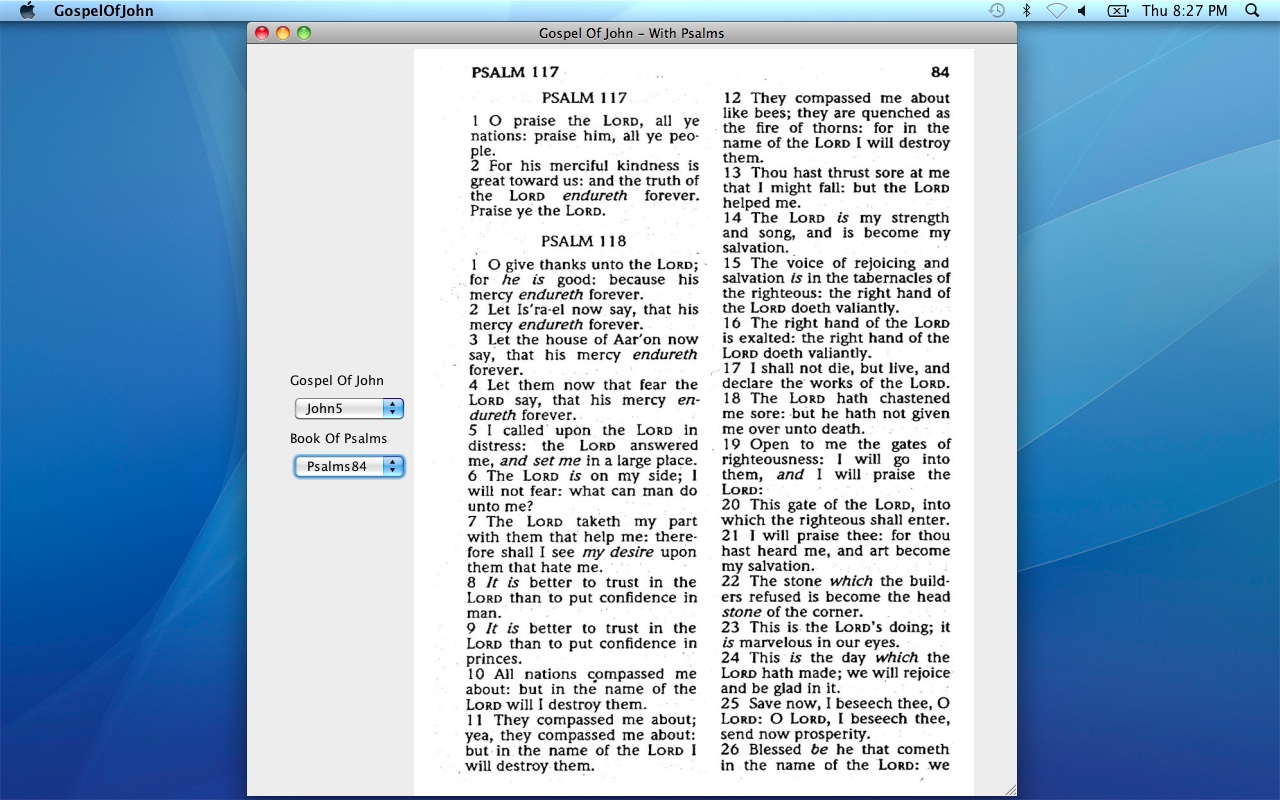 GospelOfJohn
Thu 8:27 PM
Gospel Of John – With Psalms
Gospel Of John
John5
Book Of Psalms
Psalms84
PSALM 117
84
PSALM 117
1 O praise the LORD, all ye
nations: praise him, all ye peo-
ple.
2 For his merciful kindness is
great toward us: and the truth of
the LORD endureth forever.
Praise ye the LORD.
PSALM 118
1 O give thanks unto the LORD;
for he is good: because his
mercy endureth forever.
2 Let Is'ra-el now say, that his
mercy endureth forever.
3 Let the house of Aar'on now
say, that his mercy endureth
forever.
4 Let them now that fear the
LORD say, that his mercy en-
dureth forever.
5 I called upon the LORD in
distress: the LORD answered
me, and set me in a large place.
6 The LORD is on my side; I
will not fear: what can man do
unto me?
7 The LORD taketh my part
with them that help me: there-
fore shall I see my desire upon
them that hate me.
8 It is better to trust in the
LORD than to put confidence in
man.
9 It is better to trust in the
LORD than to put confidence in
princes.
10 All nations compassed me
about: but in the name of the
LORD will I destroy them.
11 They compassed me about;
yea, they compassed me about:
but in the name of the LORD I
will destroy them.
12 They compassed me about
like bees; they are quenched as
the fire of thorns: for in the
name of the LORD I will destroy
them.
13 Thou hast thrust sore at me
that I might fall: but the LORD
helped me.
14 The LORD is my strength
and song, and is become my
salvation.
15 The voice of rejoicing and
salvation is in the tabernacles of
the righteous: the right hand of
the LORD doeth valiantly.
16 The right hand of the LORD
is exalted: the right hand of the
LORD doeth valiantly.
17 I shall not die, but live, and
declare the works of the LORD.
18 The LORD hath chastened
me sore: but he hath not given
me over unto death.
19 Open to me the gates of
righteousness: I will go into
them, and I will praise the
LORD:
20 This gate of the LORD, into
which the righteous shall enter.
21 I will praise thee: for thou
hast heard me, and art become
my salvation.
22 The stone which the build-
ers refused is become the head
stone of the corner.
23 This is the LORD'S doing; it
is marvelous in our eyes.
24 This is the day which the
LORD hath made; we will rejoice
and be glad in it.
25 Save now, I beseech thee, O
LORD: O LORD, I beseech thee,
send now prosperity.
26 Blessed be he that cometh
in the name of the LORD: we